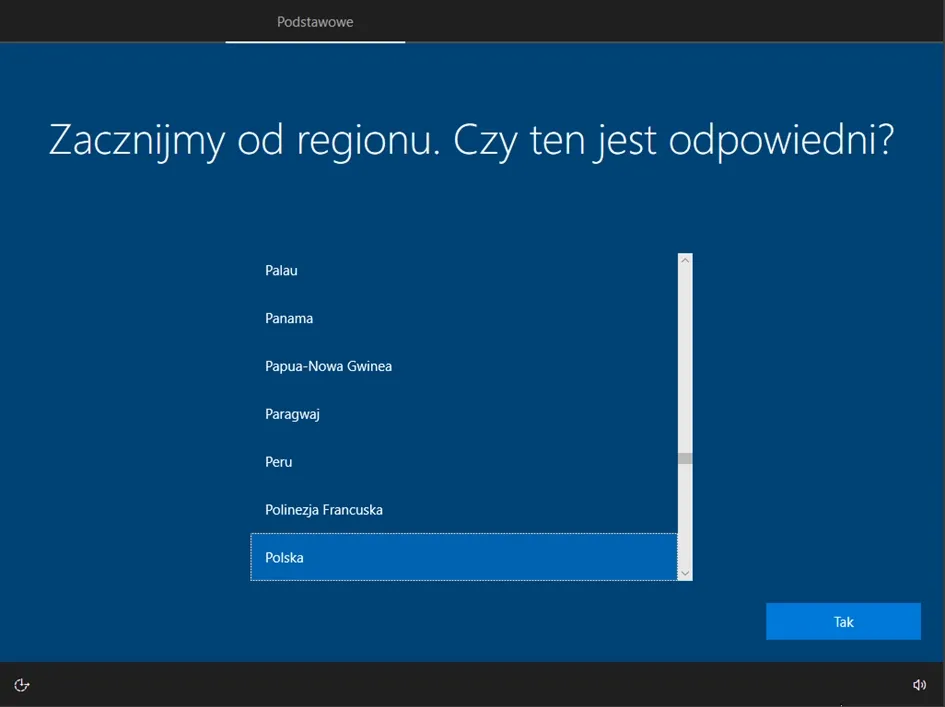 Podstawowe
Zacznijmy od regionu. Czy ten jest odpowiedni?
Palau
Panama
Papua-Nowa Gwinea
Paragwaj
Peru
Polinezja Francuska
Polska
Tak